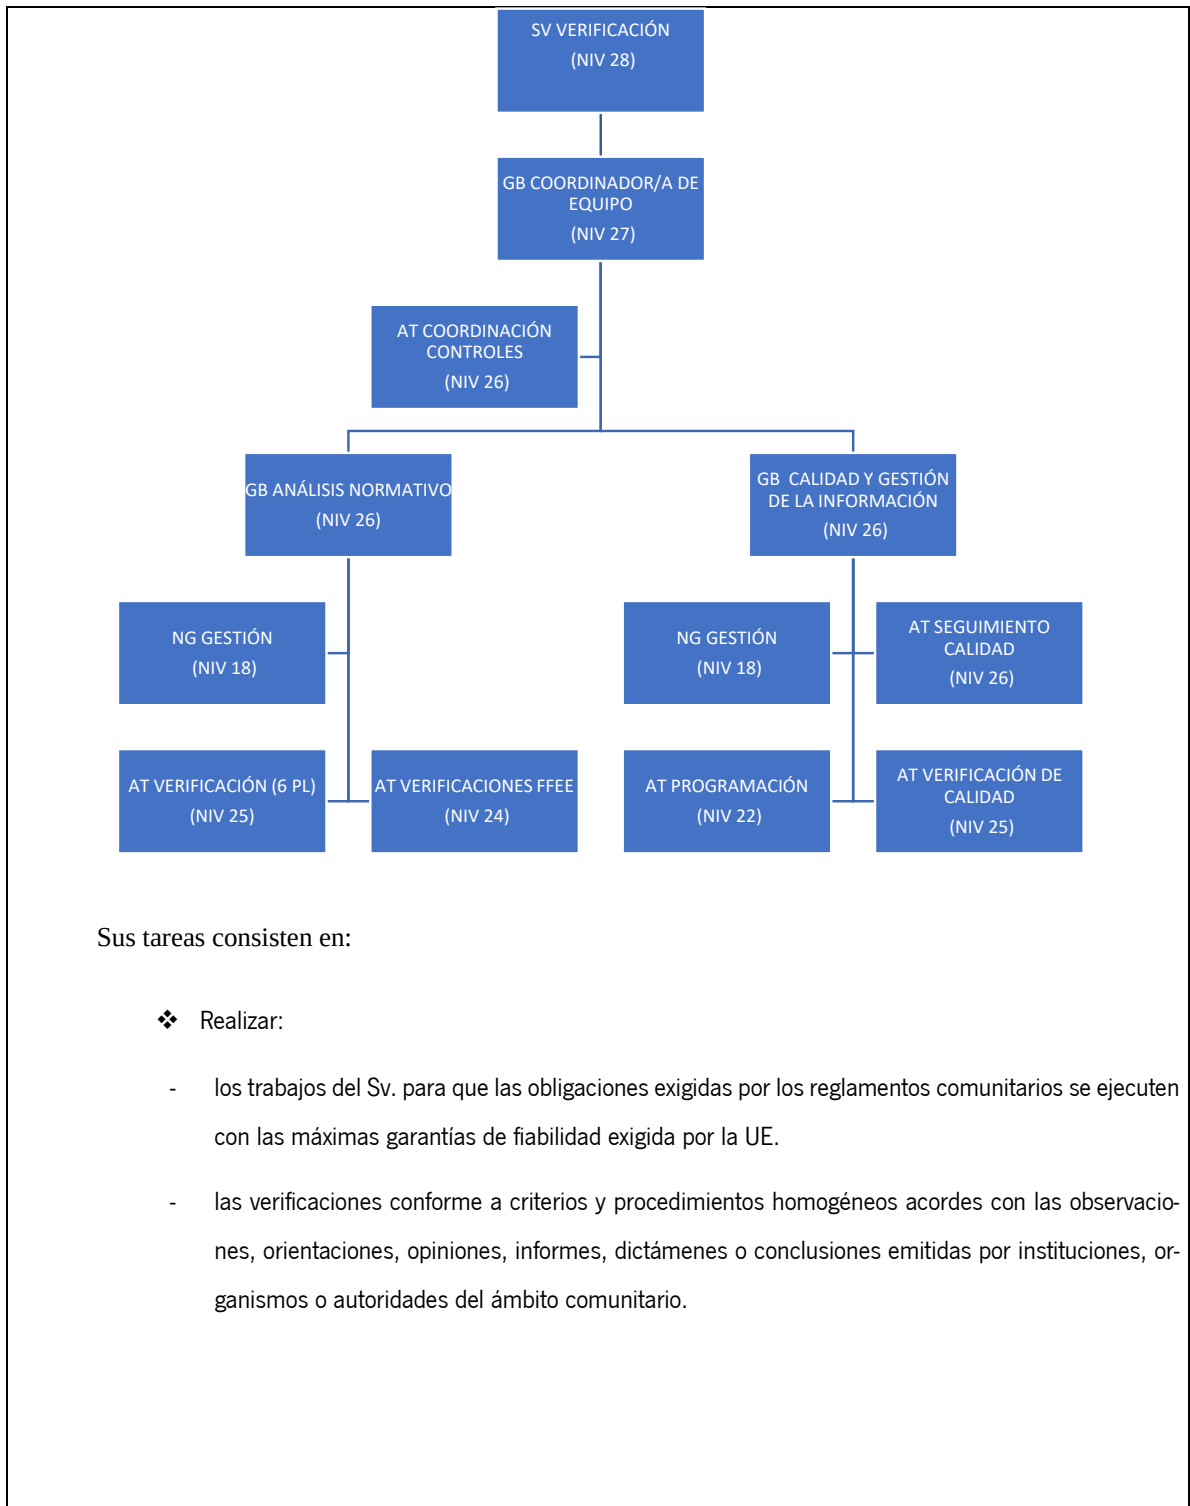 SV VERIFICACIÓN
(NIV 28)
GB COORDINADOR/A DE
EQUIPO
(NIV 27)
AT COORDINACIÓN
CONTROLES
(NIV 26)
GB ANÁLISIS NORMATIVO
(NIV 26)
GB CALIDAD Y GESTIÓN
DE LA INFORMACIÓN
(NIV 26)
NG GESTIÓN
(NIV 18)
NG GESTIÓN
(NIV 18)
AT SEGUIMIENTO
CALIDAD
(NIV 26)
AT VERIFICACIÓN (6 PL)
(NIV 25)
AT VERIFICACIONES FFEE
(NIV 24)
AT PROGRAMACIÓN
(NIV 22)
AT VERIFICACIÓN DE
CALIDAD
(NIV 25)
Sus tareas consisten en:
❖ Realizar:
- los trabajos del Sv. para que las obligaciones exigidas por los reglamentos comunitarios se ejecuten
con las máximas garantías de fiabilidad exigida por la UE.
- las verificaciones conforme a criterios y procedimientos homogéneos acordes con las observacio-
nes, orientaciones, opiniones, informes, dictámenes o conclusiones emitidas por instituciones, or-
ganismos o autoridades del ámbito comunitario.